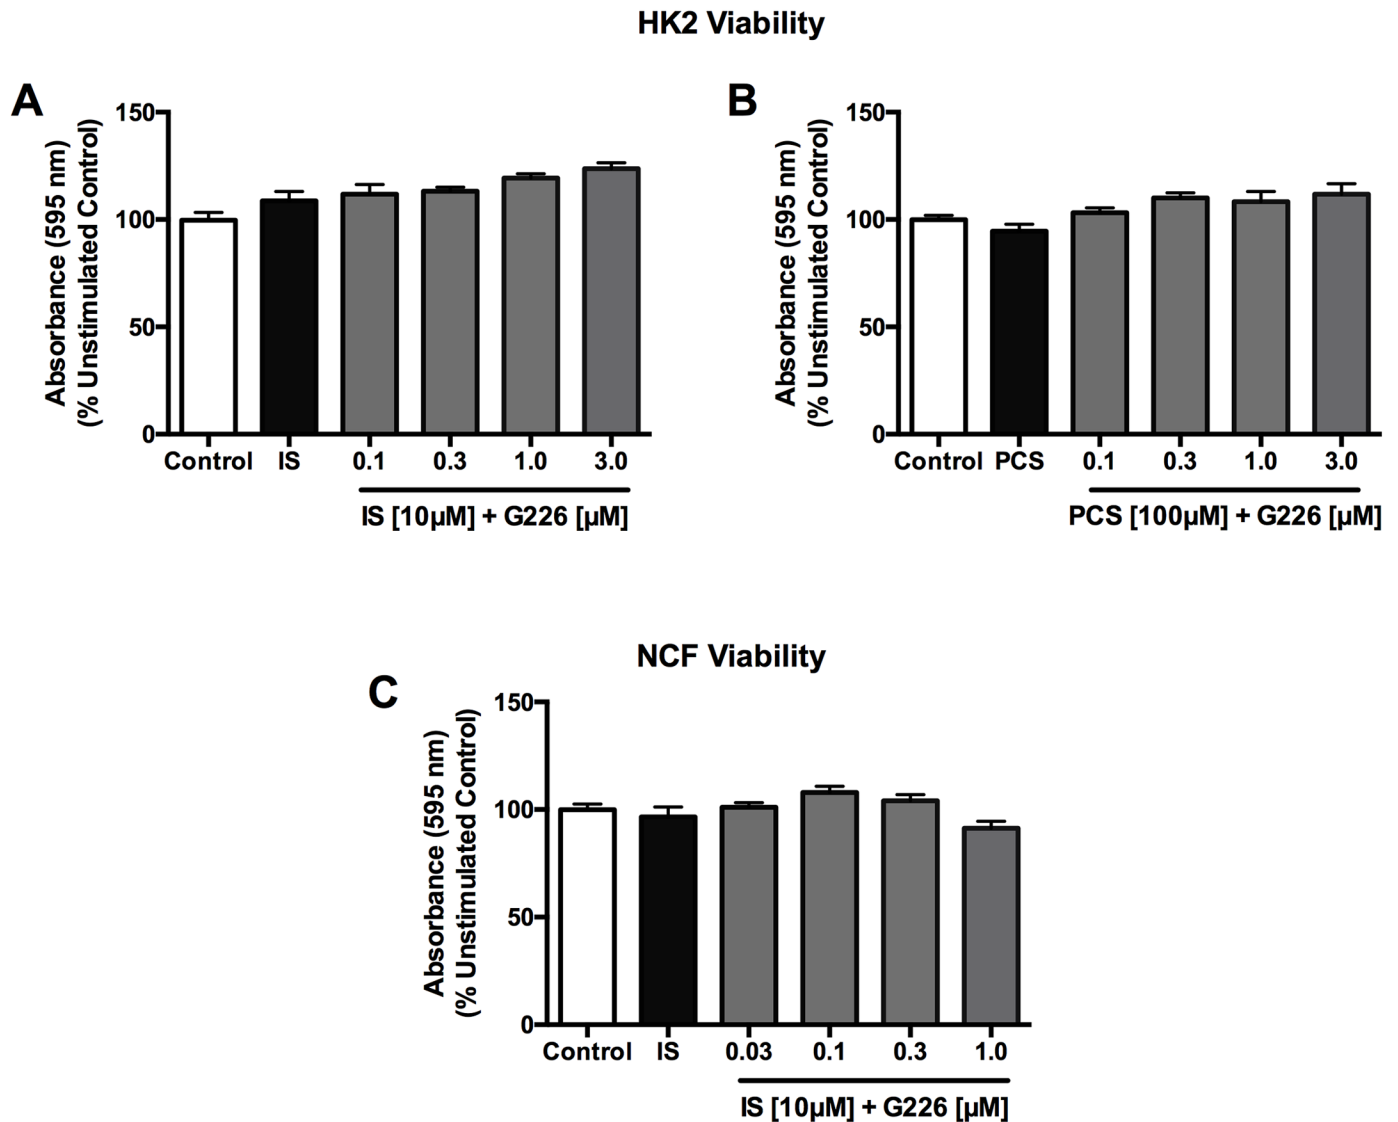 HK2 Viability
A
Absorbance (595 nm)
(% Unstimulated Control)
150
100
50
0
Control IS 0.1 0.3 1.0 3.0
IS [10µM] + G226 [µM]
B
Absorbance (595 nm)
(% Unstimulated Control)
150
100
50
0
Control PCS 0.1 0.3 1.0 3.0
PCS [100µM] + G226 [µM]
NCF Viability
C
Absorbance (595 nm)
(% Unstimulated Control)
150
100
50
0
Control IS 0.03 0.1 0.3 1.0
IS [10µM] + G226 [µM]